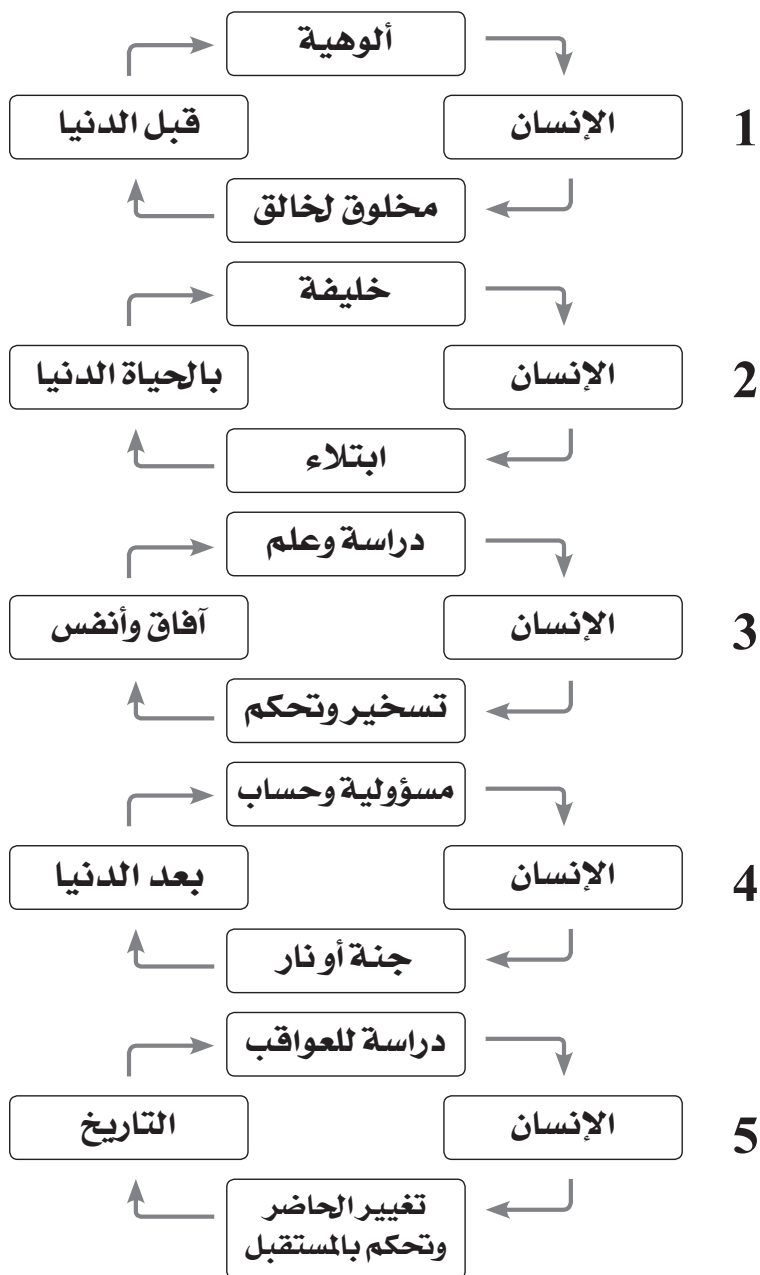 ألوهية
1
الإنسان
قبل الدنيا
مخلوق لخالق
خليفة
2
الإنسان
بالحياة الدنيا
ابتلاء
دراسة وعلم
3
الإنسان
آفاق وأنفس
تسخير وتحكم
مسؤولية وحساب
4
الإنسان
بعد الدنيا
جنة أو نار
دراسة للعواقب
5
الإنسان
التاريخ
تغيير الحاضر
وتحكم بالمستقبل